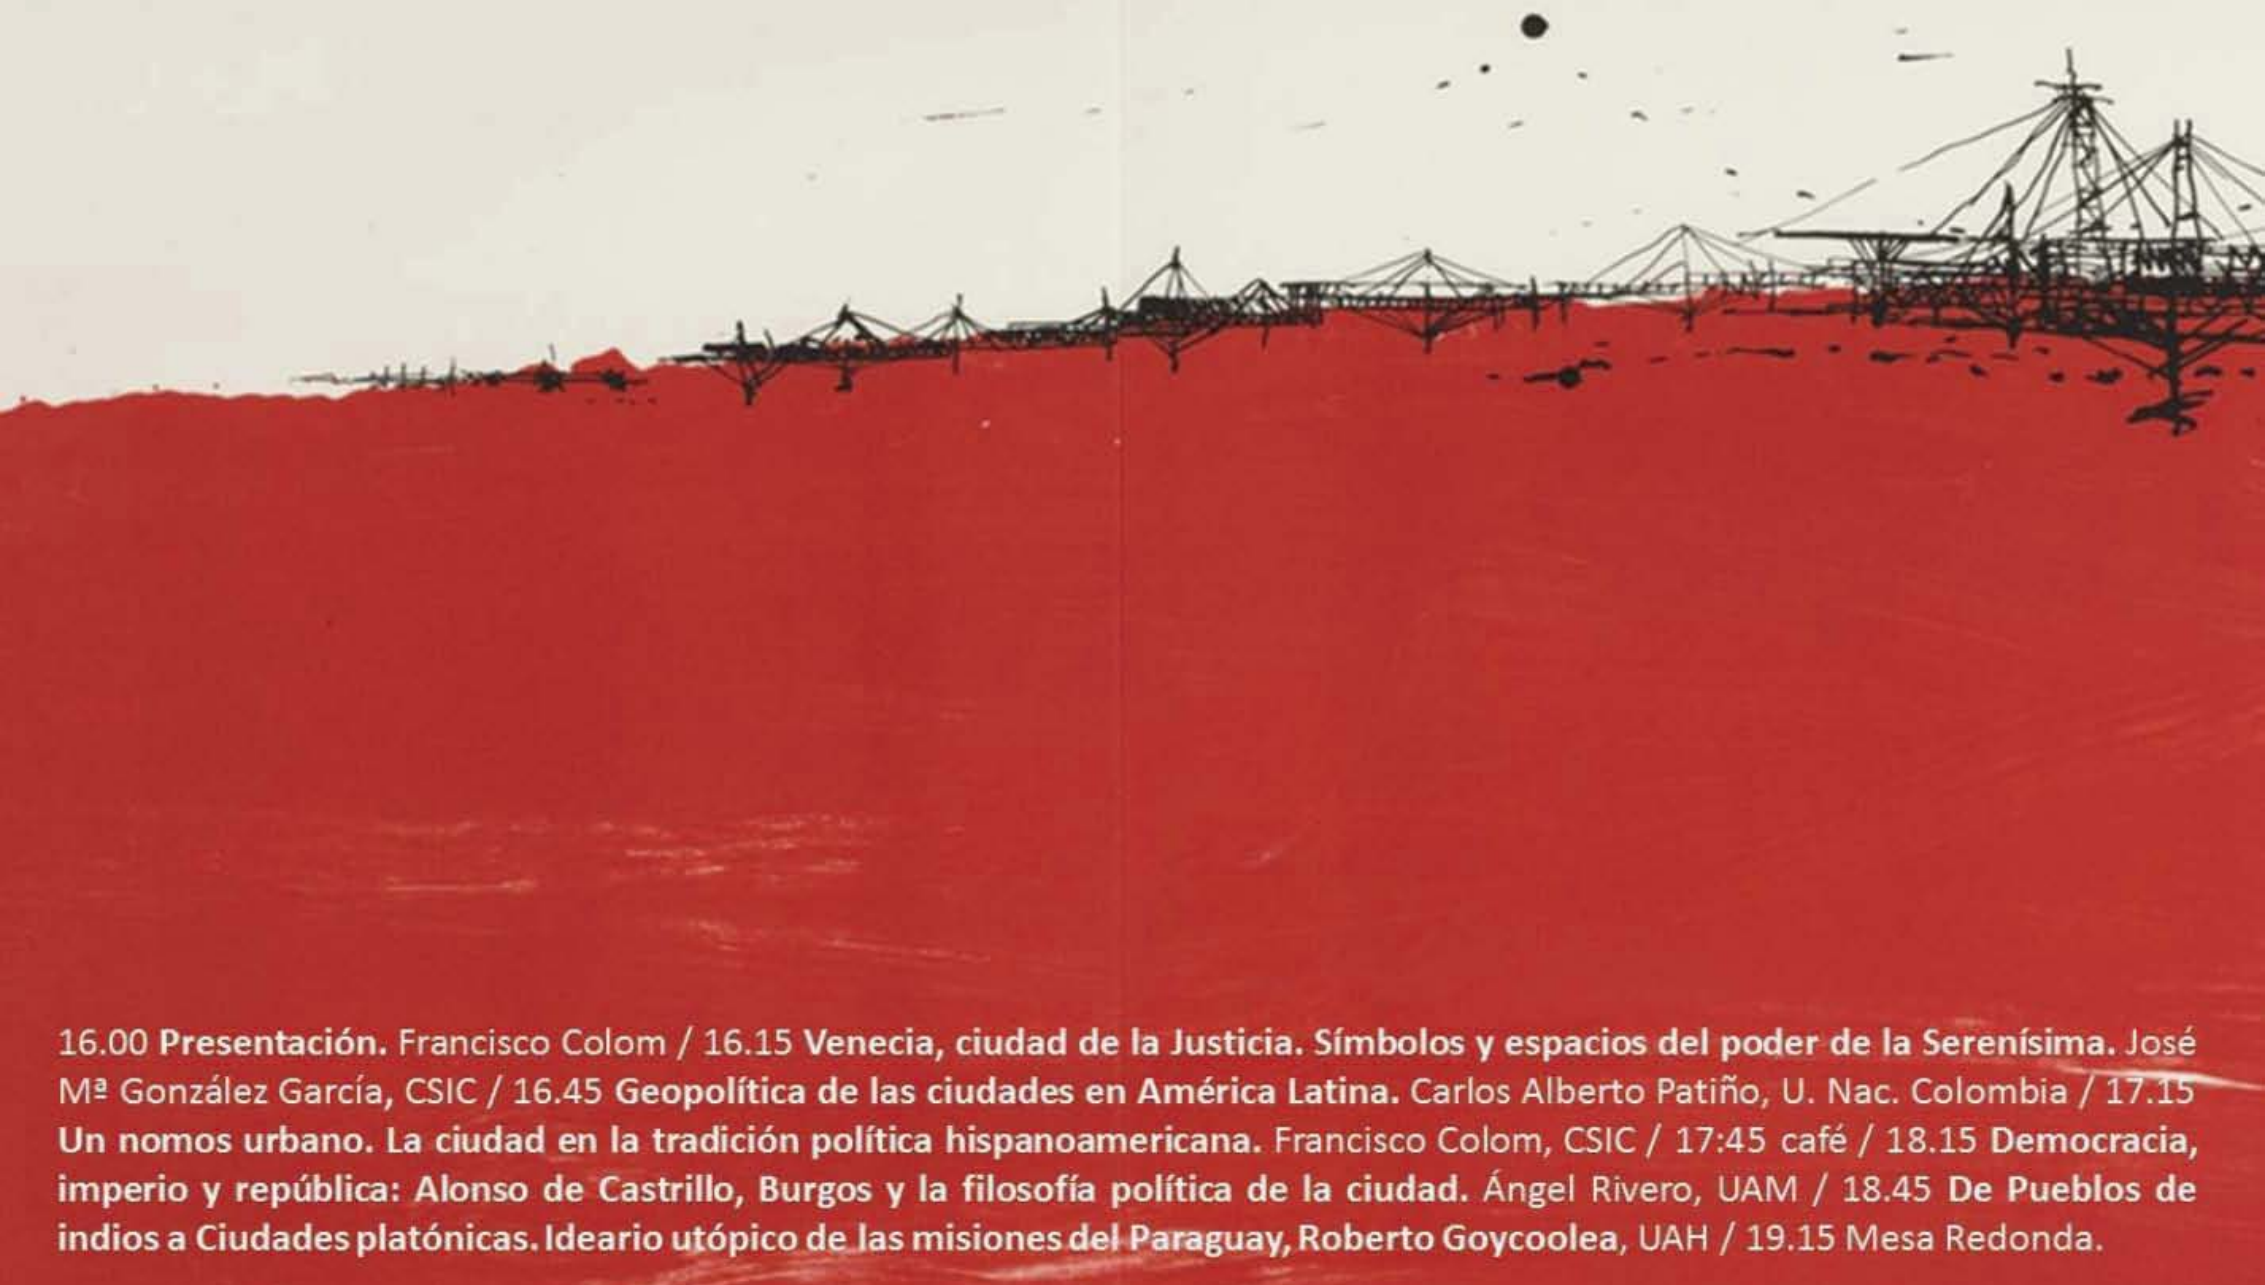 16.00 Presentación. Francisco Colom / 16.15 Venecia, ciudad de la Justicia. Símbolos y espacios del poder de la Serenísima. José
Mª González García, CSIC / 16.45 Geopolítica de las ciudades en América Latina. Carlos Alberto Patiño, U. Nac. Colombia / 17.15
Un nomos urbano. La ciudad en la tradición política hispanoamericana. Francisco Colom, CSIC / 17:45 café / 18.15 Democracia,
imperio y república: Alonso de Castrillo, Burgos y la filosofía política de la ciudad. Ángel Rivero, UAM / 18.45 De Pueblos de
indios a Ciudades platónicas. Ideario utópico de las misiones del Paraguay, Roberto Goycoolea, UAH / 19.15 Mesa Redonda.